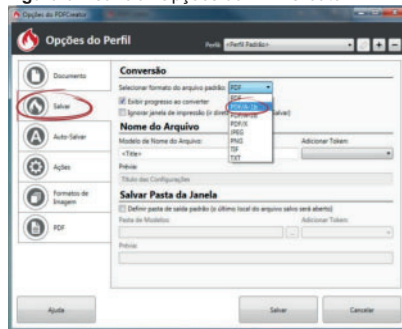 Opções do PDFCreator
Opções do Perfil
Perfil: <Perfil Padrão>
Documento
Salvar
Auto-Salvar
Ações
Formatos de Imagem
PDF
Conversão
Selecionar formato do arquivo padrão: PDF
PDF
PDF/A-1b
PDF/A-2b
PDF/X
JPEG
PNG
TIF
TXT
Exibir progresso ao converter
Ignorar janela de impressão (ir
Salvar)
Nome do Arquivo
Modelo de Nome do Arquivo:
Adicionar Token:
<Title>
Prévia:
Título das Configurações
Salvar Pasta da Janela
Definir pasta de saída padrão (o último local do arquivo salvo será aberto)
Pasta de Modelos:
Adicionar Token:
Prévia:
Ajuda
Salvar
Cancelar